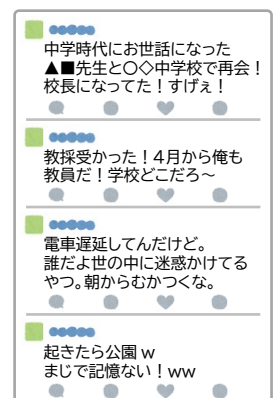 中学時代にお世話になった
▲■先生と〇◇中学校で再会！
校長になってた！すげぇ！
教採受かった！4月から俺も
教員だ！学校どこだろ～
電車遅延してんだけど。
誰だよ世の中に迷惑かけてる
やつ。朝からむかつくな。
起きたら公園 w
まじで記憶ない！ww